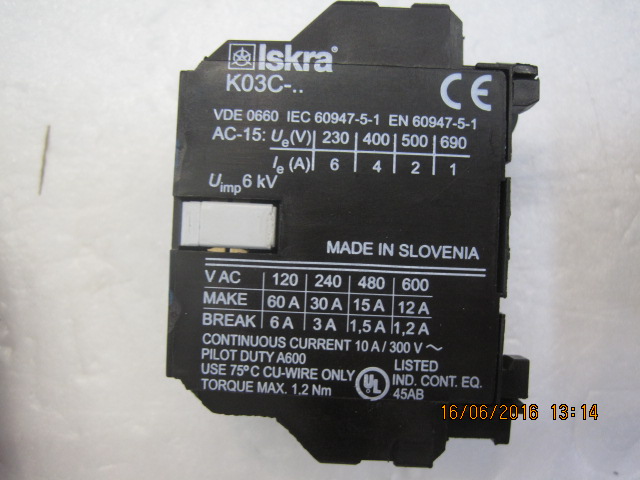 Iskra®
K03C-..
CE
VDE 0660 IEC 60947-5-1 EN 60947-5-1
AC-15: Ue(V) 230 400 500 690
Ie (A) 6 4 2 1
Uimp6 kV
MADE IN SLOVENIA
V AC 120 240 480 600
MAKE 60 A 30 A 15 A 12 A
BREAK 6 A 3 A 1,5 A 1,2 A
CONTINUOUS CURRENT 10 A / 300 V ~
PILOT DUTY A600
USE 75°C CU-WIRE ONLY
TORQUE MAX. 1.2 Nm
UL
LISTED
IND. CONT. EQ.
45AB
16/06/2016 13:14